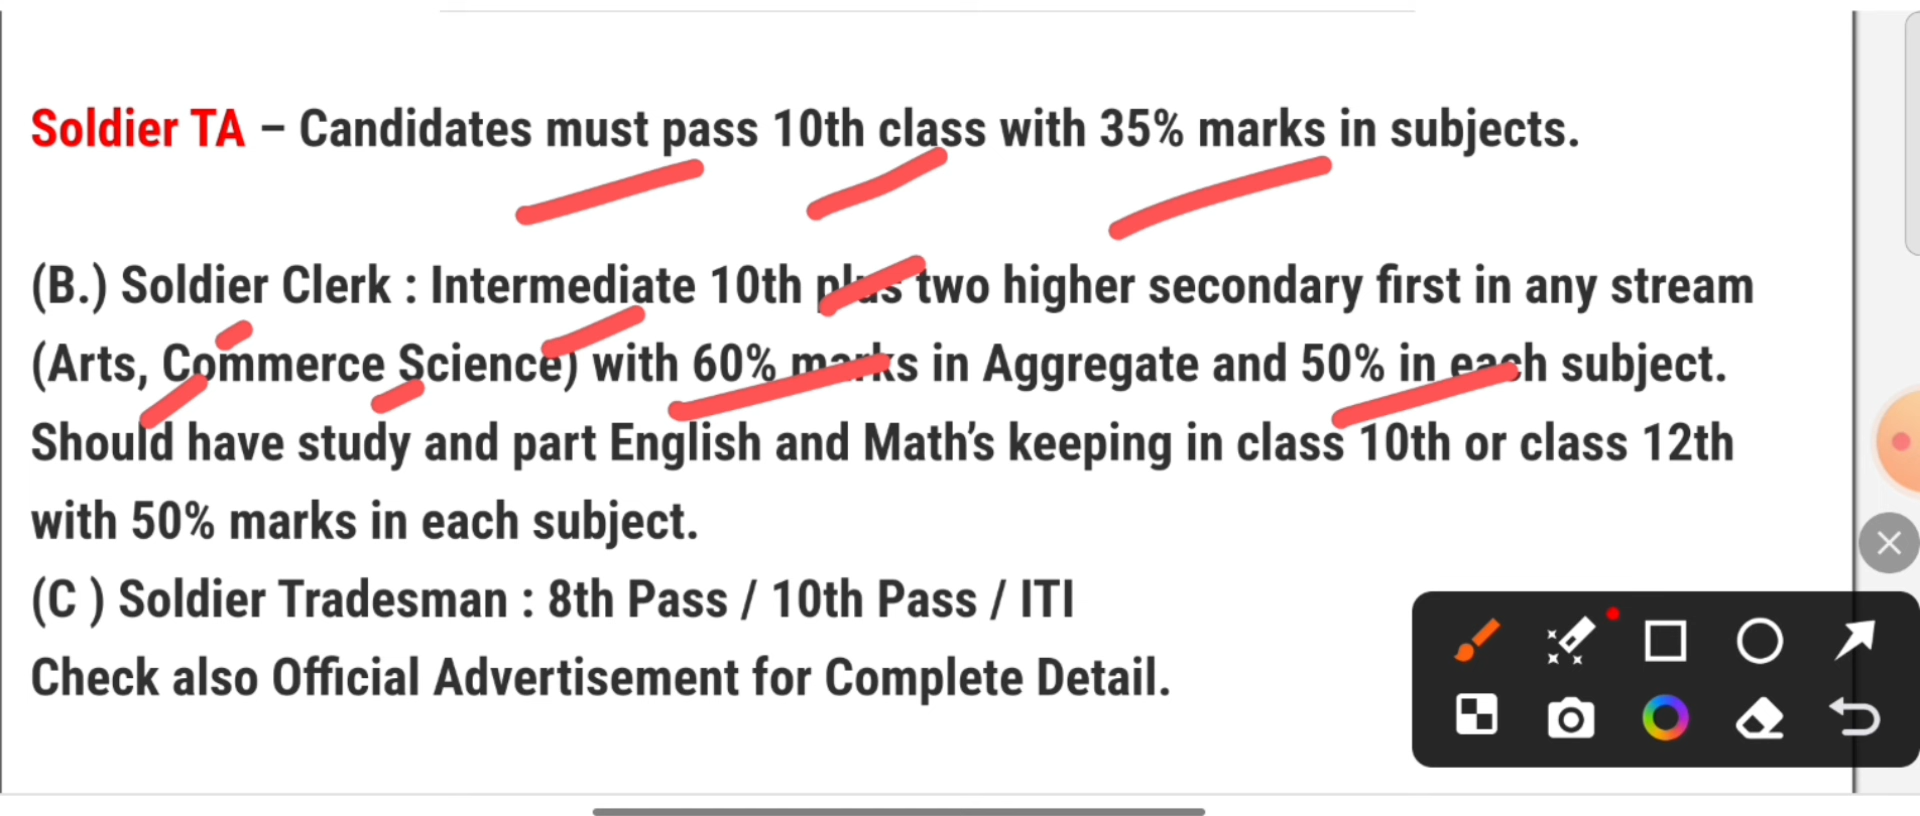 Soldier TA – Candidates must pass 10th class with 35% marks in subjects.
(B.) Soldier Clerk : Intermediate 10th plus two higher secondary first in any stream
(Arts, Commerce Science) with 60% marks in Aggregate and 50% in each subject.
Should have study and part English and Math’s keeping in class 10th or class 12th
with 50% marks in each subject.
(C ) Soldier Tradesman : 8th Pass / 10th Pass / ITI
Check also Official Advertisement for Complete Detail.